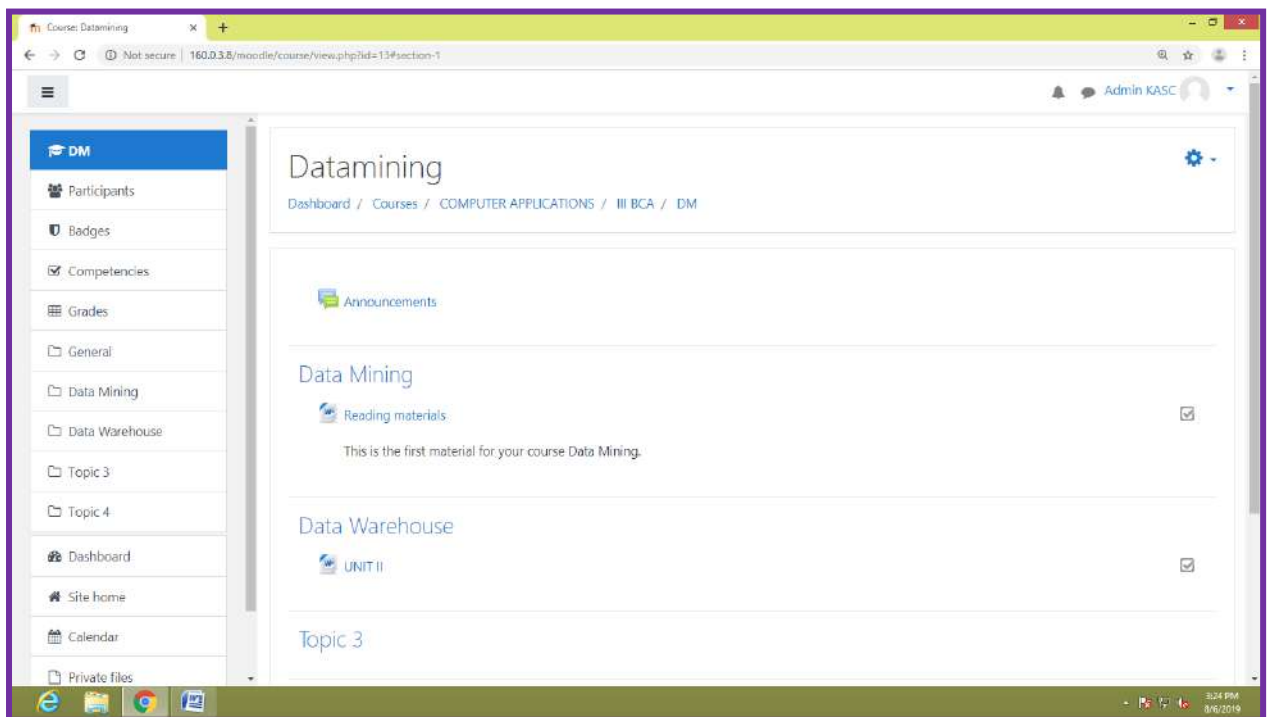 Course: Datamining
Not secure | 160.0.3.8/moodle/course/view.php?id=13#section-1
Admin KASC
DM
Participants
Badges
Competencies
Grades
General
Data Mining
Data Warehouse
Topic 3
Topic 4
Dashboard
Site home
Calendar
Private files
Datamining
Dashboard / Courses / COMPUTER APPLICATIONS / III BCA / DM
Announcements
Data Mining
Reading materials
This is the first material for your course Data Mining.
Data Warehouse
UNIT II
Topic 3
3:24 PM
8/6/2019